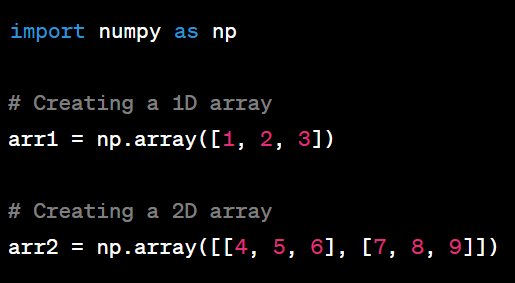 import numpy as np
# Creating a 1D array
arr1 = np.array([1, 2, 3])
# Creating a 2D array
arr2 = np.array([[4, 5, 6], [7, 8, 9]])